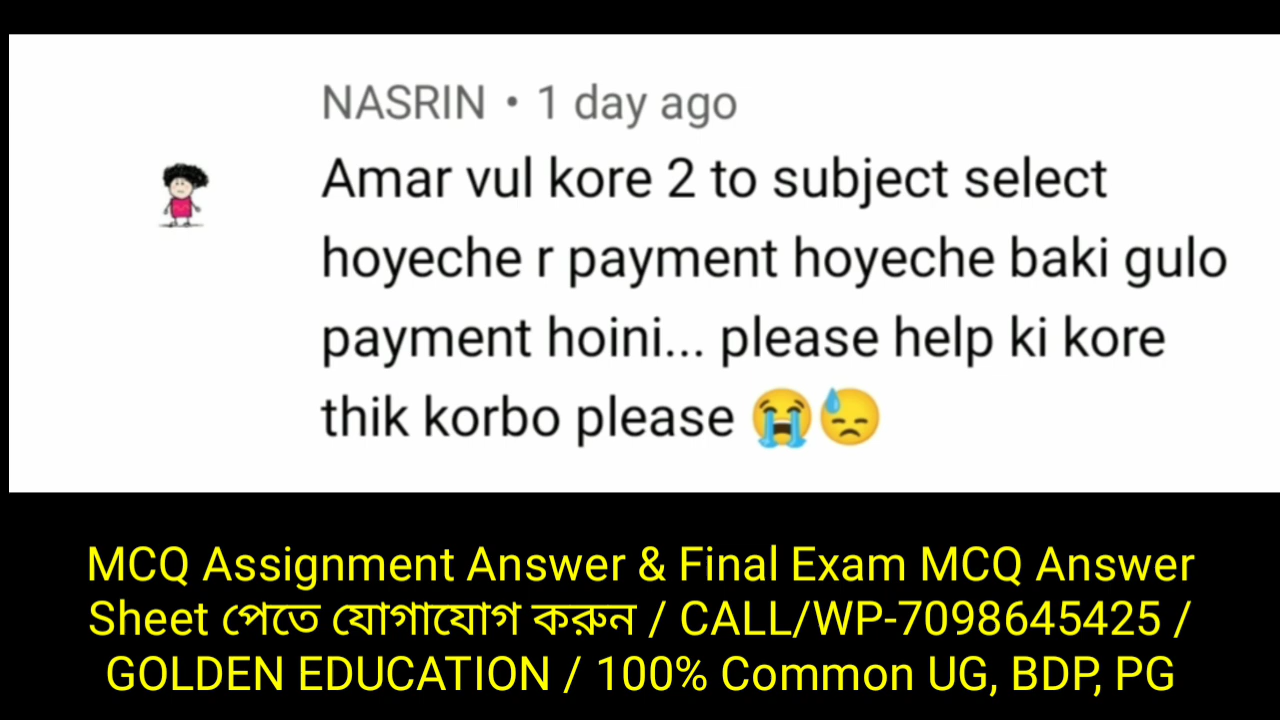 NASRIN • 1 day ago
Amar vul kore 2 to subject select
hoyeche r payment hoyeche baki gulo
payment hoini... please help ki kore
thik korbo please 😭😓
MCQ Assignment Answer & Final Exam MCQ Answer
Sheet পেতে যোগাযোগ করুন / CALL/WP-7098645425 /
GOLDEN EDUCATION / 100% Common UG, BDP, PG